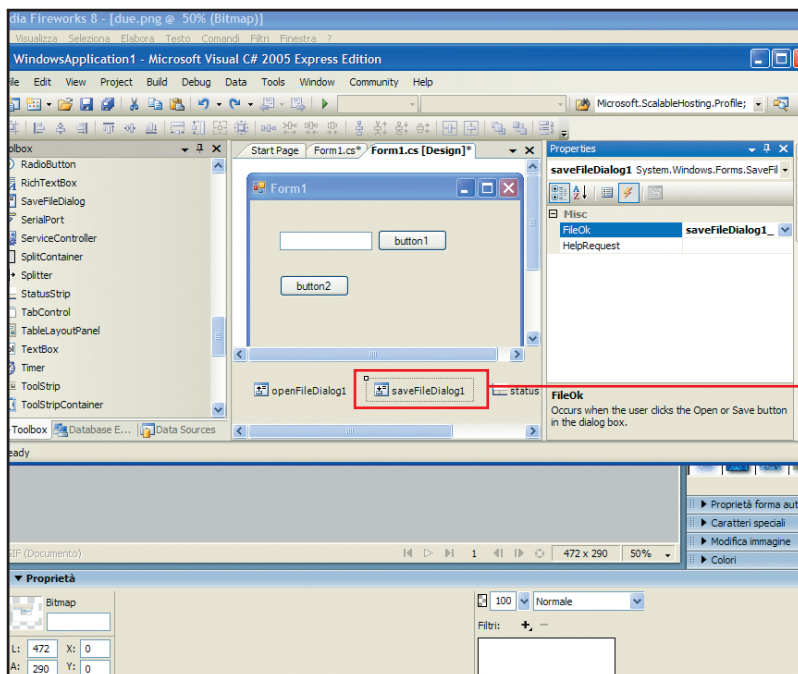 dia Fireworks 8 - [due.png @ 50% (Bitmap)]
Visualizza Seleziona Elabora Testo Comandi Filtri Finestra ?
WindowsApplication1 - Microsoft Visual C# 2005 Express Edition
ile Edit View Project Build Debug Data Tools Window Community Help
Microsoft.ScalableHosting.Profile;
olbox
RadioButton
RichTextBox
SaveFileDialog
SerialPort
ServiceController
SplitContainer
Splitter
StatusStrip
TabControl
TableLayoutPanel
TextBox
Timer
ToolStrip
ToolStripContainer
Toolbox Database E... Data Sources
Start Page Form1.cs* Form1.cs [Design]*
Form1
button1
button2
openFileDialog1 saveFileDialog1 status
Properties
saveFileDialog1 System.Windows.Forms.SaveFil
Misc
FileOk saveFileDialog1_
HelpRequest
FileOk
Occurs when the user clicks the Open or Save button
in the dialog box.
eady
Proprietà forma aut
Caratteri speciali
Modifica immagine
Colori
GIF (Documento)
1 472 x 290 50%
Proprietà
Bitmap
L: 472 X: 0
A: 290 Y: 0
100 Normale
Filtri: